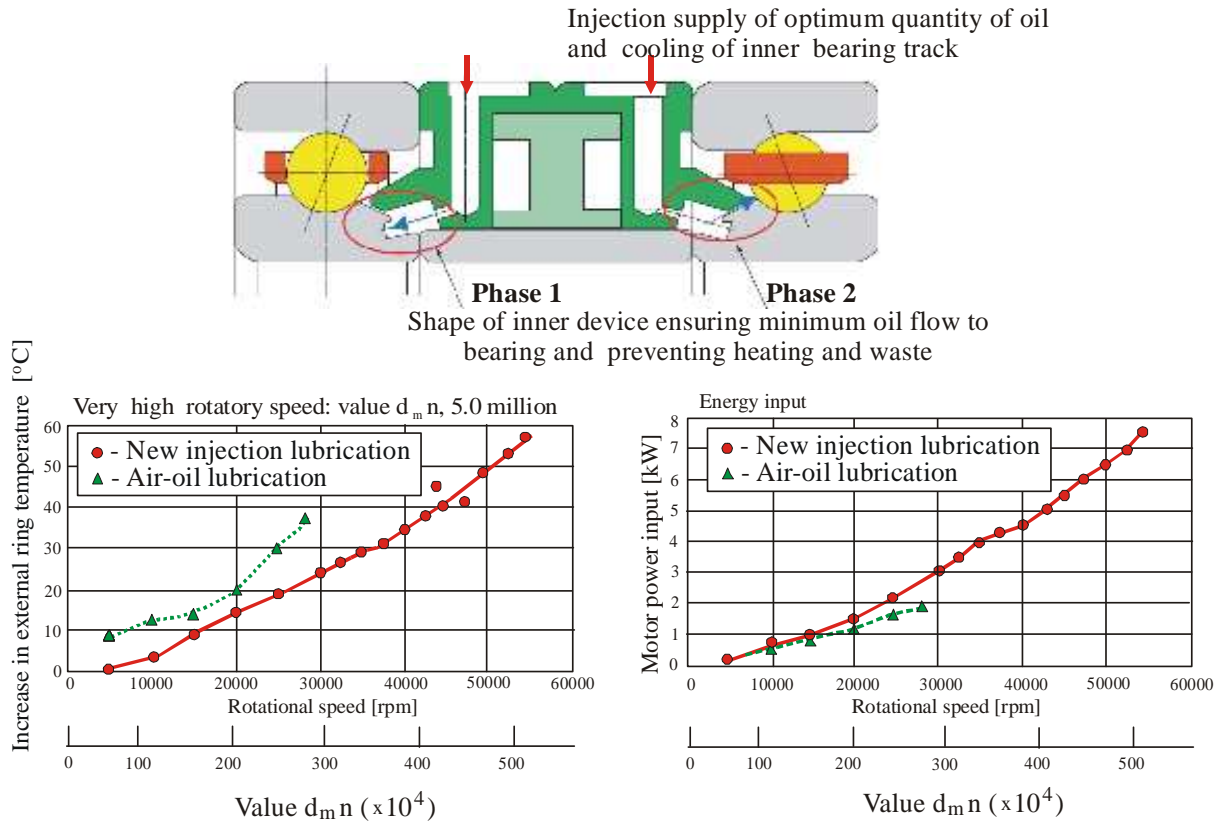 Injection supply of optimum quantity of oil
and cooling of inner bearing track
Phase 1
Phase 2
Shape of inner device ensuring minimum oil flow to
bearing and preventing heating and waste
Increase in external ring temperature [°C]
Very high rotatory speed: value dₘn, 5.0 million
60
50
40
30
20
10
0
- New injection lubrication
- Air-oil lubrication
0 10000 20000 30000 40000 50000 60000
Rotational speed [rpm]
0 100 200 300 400 500
Value dₘn (×10⁴)
Motor power input [kW]
Energy input
8
7
6
5
4
3
2
1
0
- New injection lubrication
- Air-oil lubrication
0 10000 20000 30000 40000 50000 60000
Rotational speed [rpm]
0 100 200 300 400 500
Value dₘn (×10⁴)